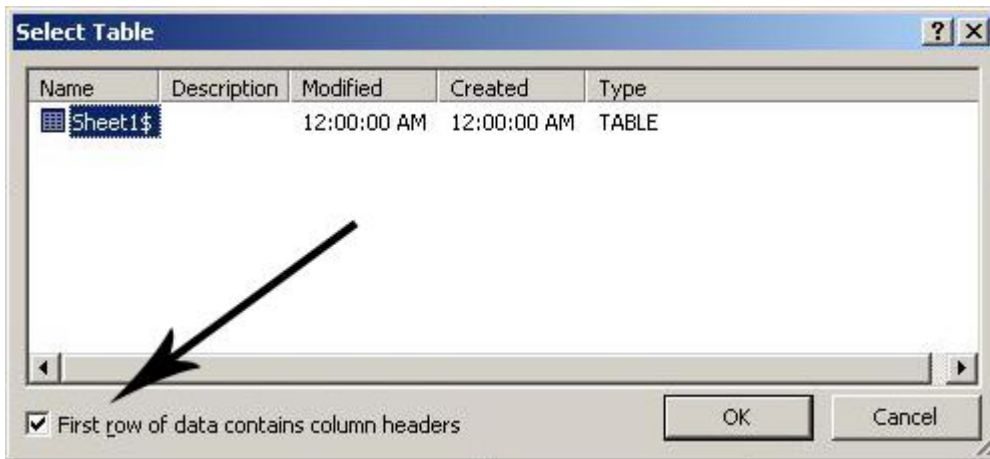 Select Table
Name Description Modified Created Type
Sheet1$ 12:00:00 AM 12:00:00 AM TABLE
First row of data contains column headers OK Cancel